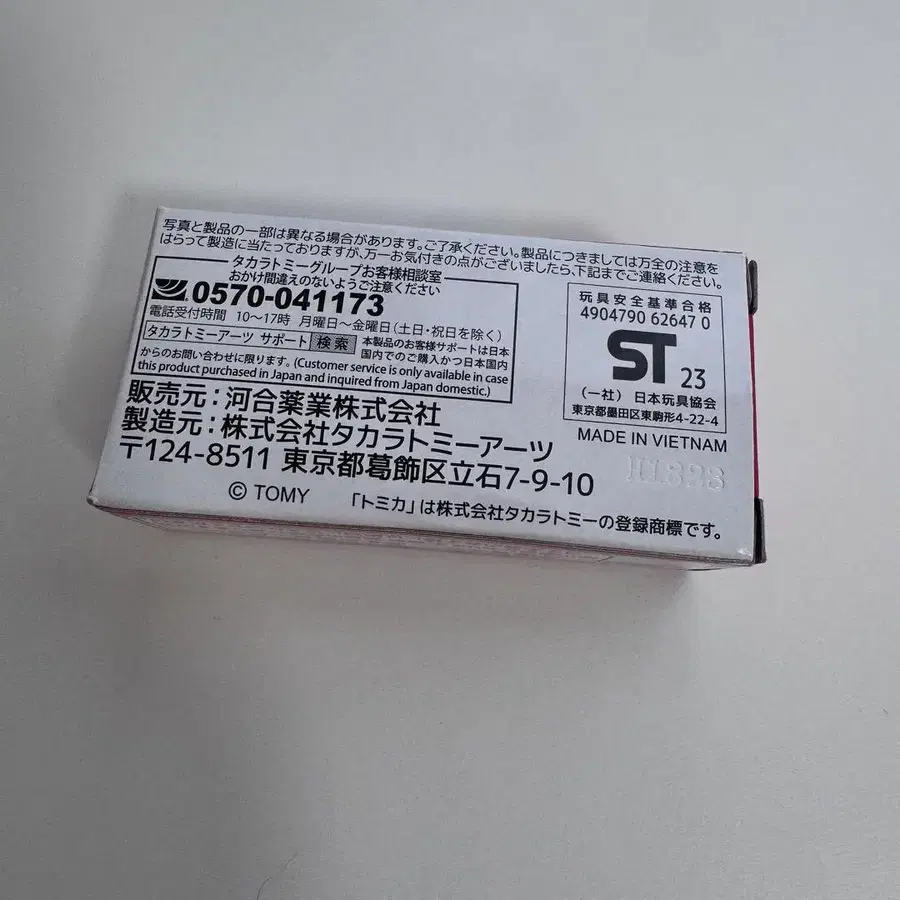 写真と製品の一部は異なる場合があります。ご了承ください。製品につきましては万全の注意を
はらって製造に当たっておりますが、万一お気付きの点がございましたら、下記までご連絡ください。
タカラトミーグループお客様相談室
おかけ間違えのないようご注意ください
0570-041173
電話受付時間 10〜17時 月曜日〜金曜日(土日・祝日を除く)
タカラトミーアーツ サポート 検索 本製品のお客様サポートは日本
国内でのご購入かつ日本国内
からのお問い合わせに限ります。(Customer service is only available in case
this product purchased in Japan and inquired from Japan domestic.)
玩具安全基準合格
4904790 62647 0
ST 23
(一社) 日本玩具協会
東京都墨田区東駒形4-22-4
MADE IN VIETNAM
販売元:河合薬業株式会社
製造元:株式会社タカラトミーアーツ
〒124-8511 東京都葛飾区立石7-9-10
© TOMY 「トミカ」は株式会社タカラトミーの登録商標です。